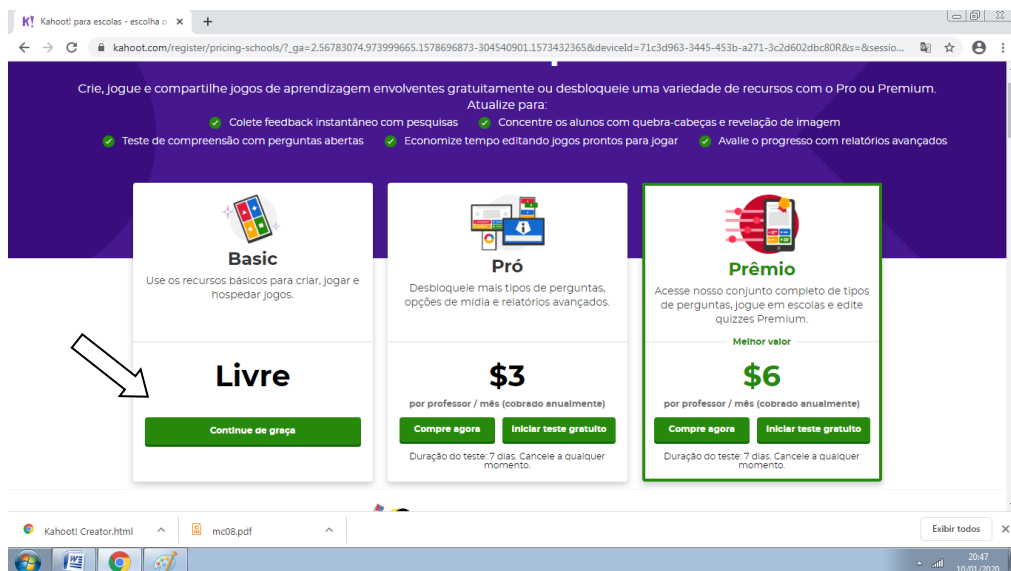 K! Kahoot! para escolas - escolha o
kahoot.com/register/pricing-schools/?_ga=2.56783074.973999665.1578696873-304540901.1573432365&deviceId=71c3d963-3445-453b-a271-3c2d602dbc80R&s=&sessio...
Crie, jogue e compartilhe jogos de aprendizagem envolventes gratuitamente ou desbloqueie uma variedade de recursos com o Pro ou Premium.
Atualize para:
Colete feedback instantâneo com pesquisas Concentre os alunos com quebra-cabeças e revelação de imagem
Teste de compreensão com perguntas abertas Economize tempo editando jogos prontos para jogar Avalie o progresso com relatórios avançados
Basic
Use os recursos básicos para criar, jogar e
hospedar jogos.
Livre
Continue de graça
Pró
Desbloqueie mais tipos de perguntas,
opções de mídia e relatórios avançados.
$3
por professor / mês (cobrado anualmente)
Compre agora Iniciar teste gratuito
Duração do teste: 7 dias. Cancele a qualquer
momento.
Prêmio
Acesse nosso conjunto completo de tipos
de perguntas, jogue em escolas e edite
quizzes Premium.
Melhor valor
$6
por professor / mês (cobrado anualmente)
Compre agora Iniciar teste gratuito
Duração do teste: 7 dias. Cancele a qualquer
momento.
Kahoot! Creator.html mc08.pdf Exibir todos
20:47
10/01/2020